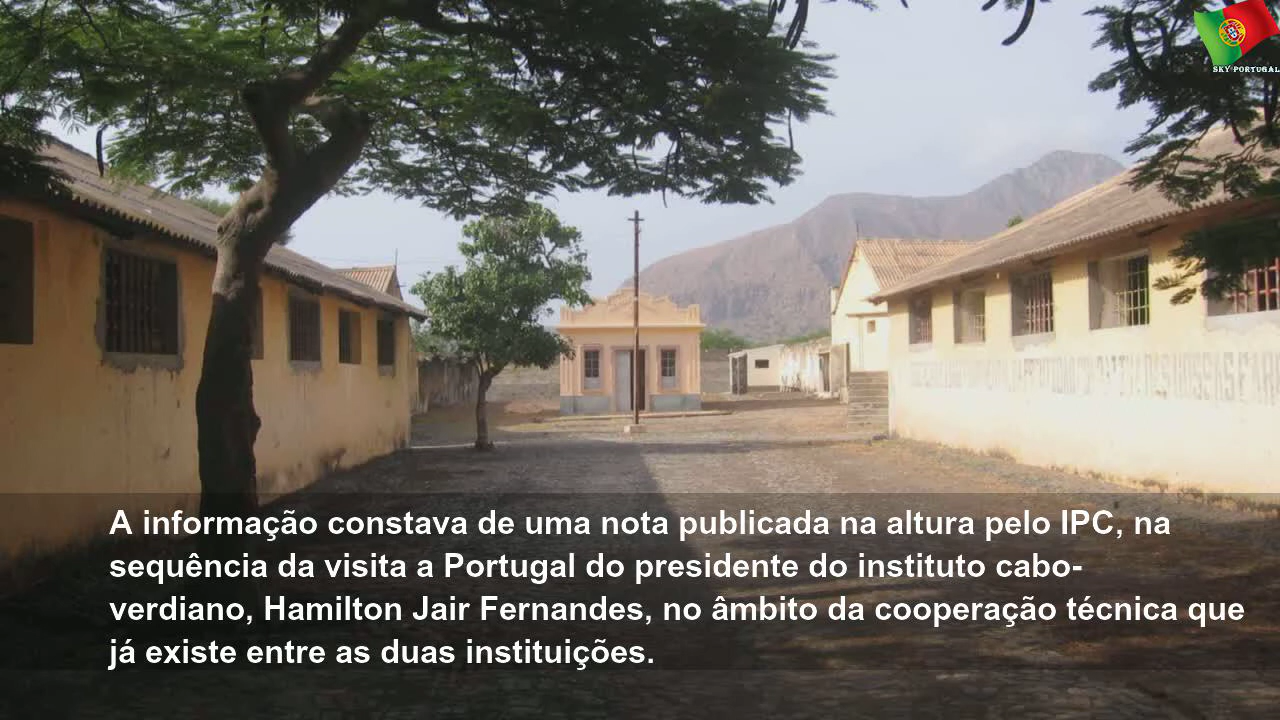 SKY PORTUGAL
A informação constava de uma nota publicada na altura pelo IPC, na
sequência da visita a Portugal do presidente do instituto cabo-
verdiano, Hamilton Jair Fernandes, no âmbito da cooperação técnica que
já existe entre as duas instituições.